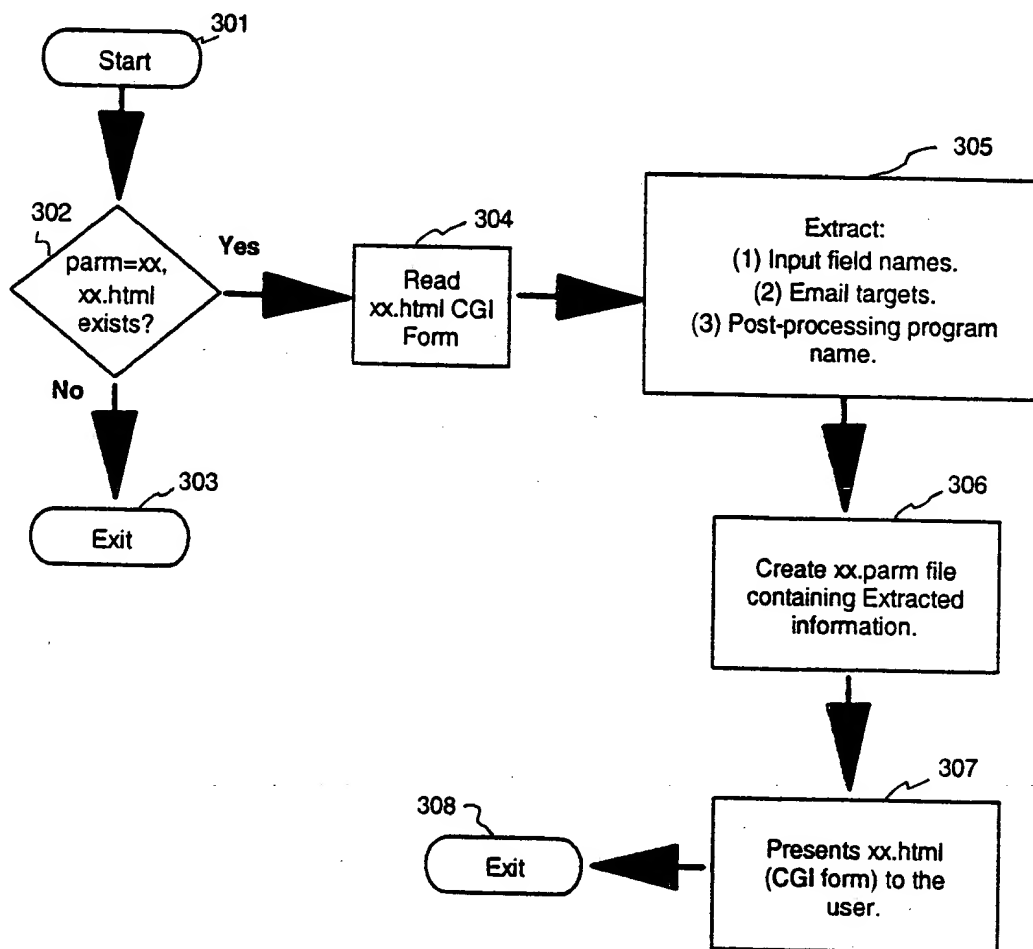 301
Start
302
parm=xx,
xx.html
exists?
Yes
No
303
Exit
304
Read
xx.html CGI
Form
305
Extract:
(1) Input field names.
(2) Email targets.
(3) Post-processing program
name.
306
Create xx.parm file
containing Extracted
information.
307
Presents xx.html
(CGI form) to the
user.
308
Exit